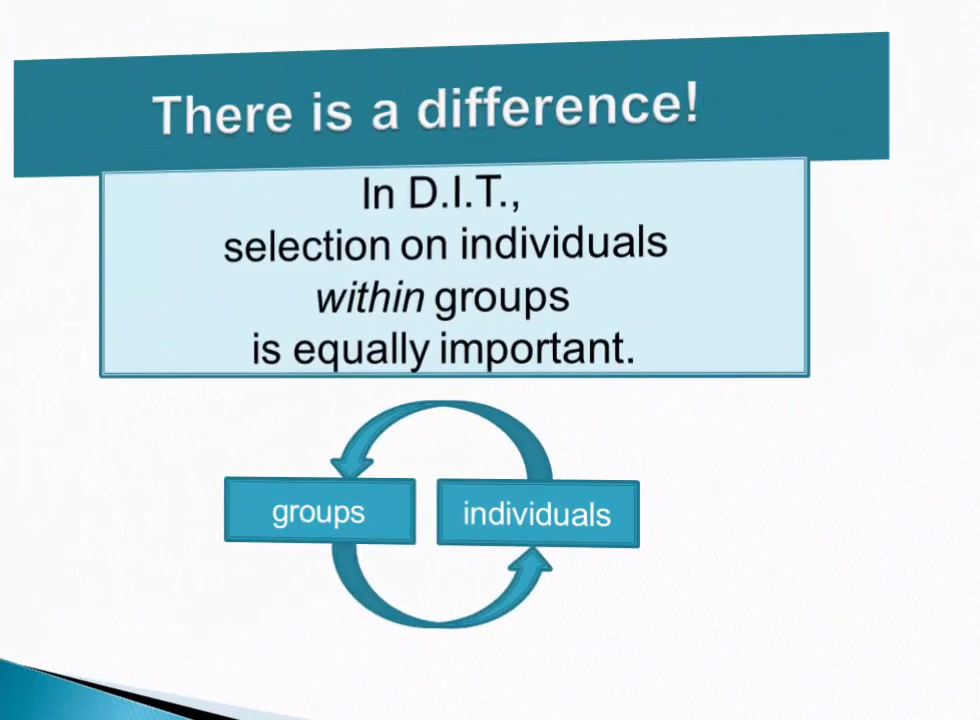 There is a difference!
In D.I.T.,
selection on individuals
within groups
is equally important.
groups
individuals